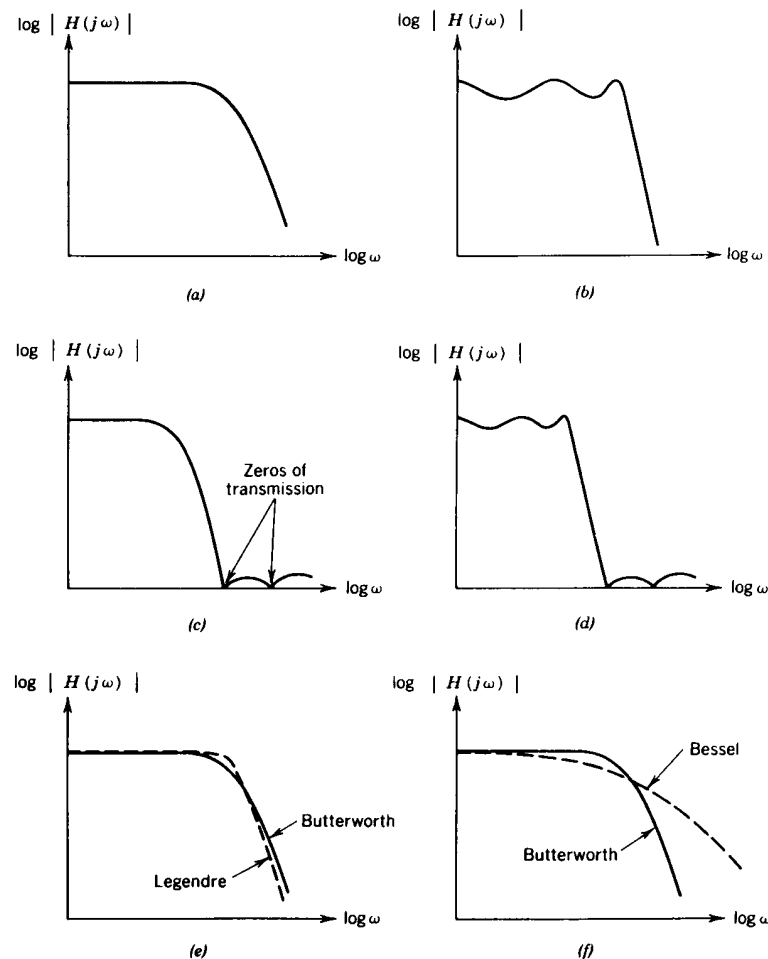 log | H(jω) |
log ω
(a)
log | H(jω) |
log ω
(b)
log | H(jω) |
Zeros of
transmission
log ω
(c)
log | H(jω) |
log ω
(d)
log | H(jω) |
Butterworth
Legendre
log ω
(e)
log | H(jω) |
Bessel
Butterworth
log ω
(f)